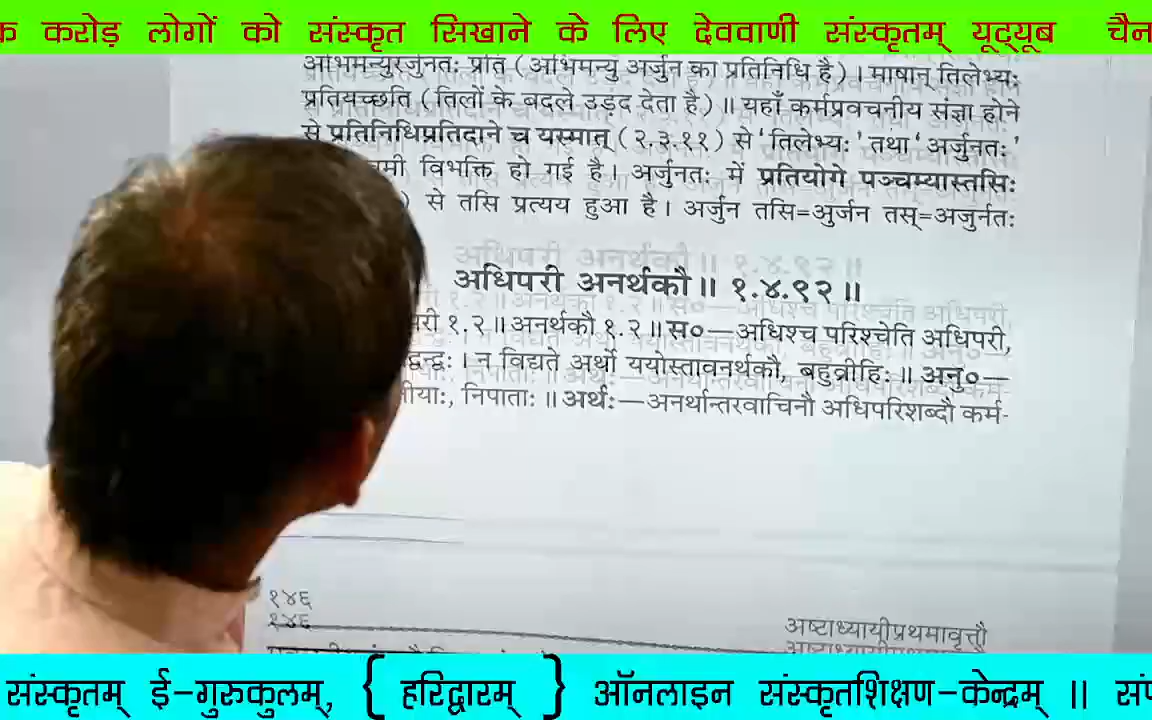 करोड़ लोगों को संस्कृत सिखाने के लिए देववाणी संस्कृतम् यूट्यूब
अभिमन्युरर्जुनतः प्रति (अभिमन्यु अर्जुन का प्रतिनिधि है)। माषान् तिलेभ्यः
प्रतियच्छति (तिलों के बदले उड़द देता है)॥ यहाँ कर्मप्रवचनीय संज्ञा होने
से प्रतिनिधिप्रतिदाने च यस्मात् (२.३.११) से 'तिलेभ्यः' तथा 'अर्जुनतः'
विभक्ति हो गई है। अर्जुनतः में प्रतियोगे पञ्चम्यास्तसिः
) से तसि प्रत्यय हुआ है। अर्जुन तसि=अुर्जन तस्=अजुर्नतः
अधिपरी अनर्थकौ॥ १.४.९२॥
१.२॥ अनर्थकौ १.२॥ स०—अधिश्च परिश्चेति अधिपरी,
द्वन्द्वः। न विद्यते अर्थो ययोस्तावनर्थकौ, बहुव्रीहिः॥ अनु०—
निपाताः॥ अर्थः—अनर्थान्तरवाचिनौ अधिपरिशब्दौ कर्म-
१४६
१४६
अष्टाध्यायीप्रथमावृत्तौ
संस्कृतम् ई-गुरुकुलम्, { हरिद्वारम् } ऑनलाइन संस्कृतशिक्षण-केन्द्रम् ॥